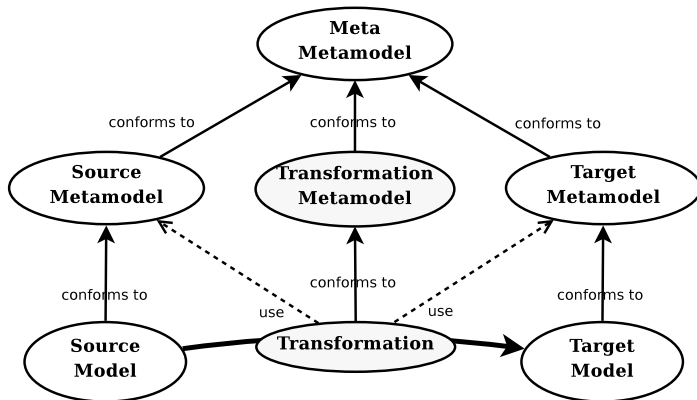 Meta
Metamodel
conforms to
conforms to
conforms to
Source
Metamodel
Transformation
Metamodel
Target
Metamodel
conforms to
conforms to
conforms to
use
use
Source
Model
Transformation
Target
Model